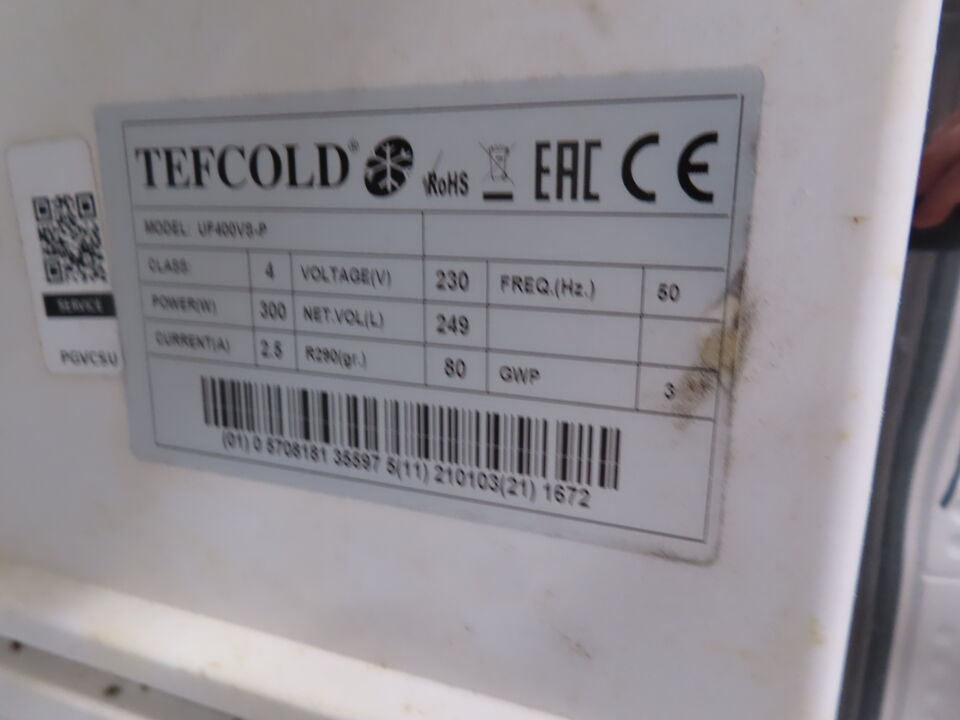 TEFCOLD® RoHS EAC CE
MODEL: UF400VS-P
CLASS: 4 VOLTAGE(V) 230 FREQ.(Hz.) 50
POWER(W) 300 NET.VOL(L) 249
CURRENT(A) 2.5 R290(gr.) 80 GWP 3
(01) 0 5708181 35597 5(11) 210103(21) 1672
SERVICE
PGVCSU